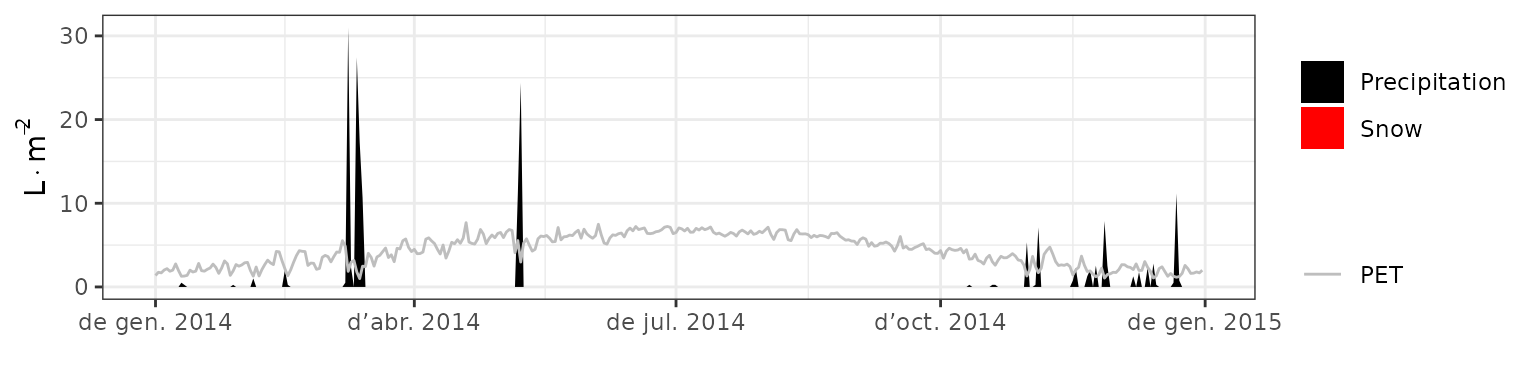 30
20
10
0
L · m⁻²
de gen. 2014
d’abr. 2014
de jul. 2014
d’oct. 2014
de gen. 2015
Precipitation
Snow
PET